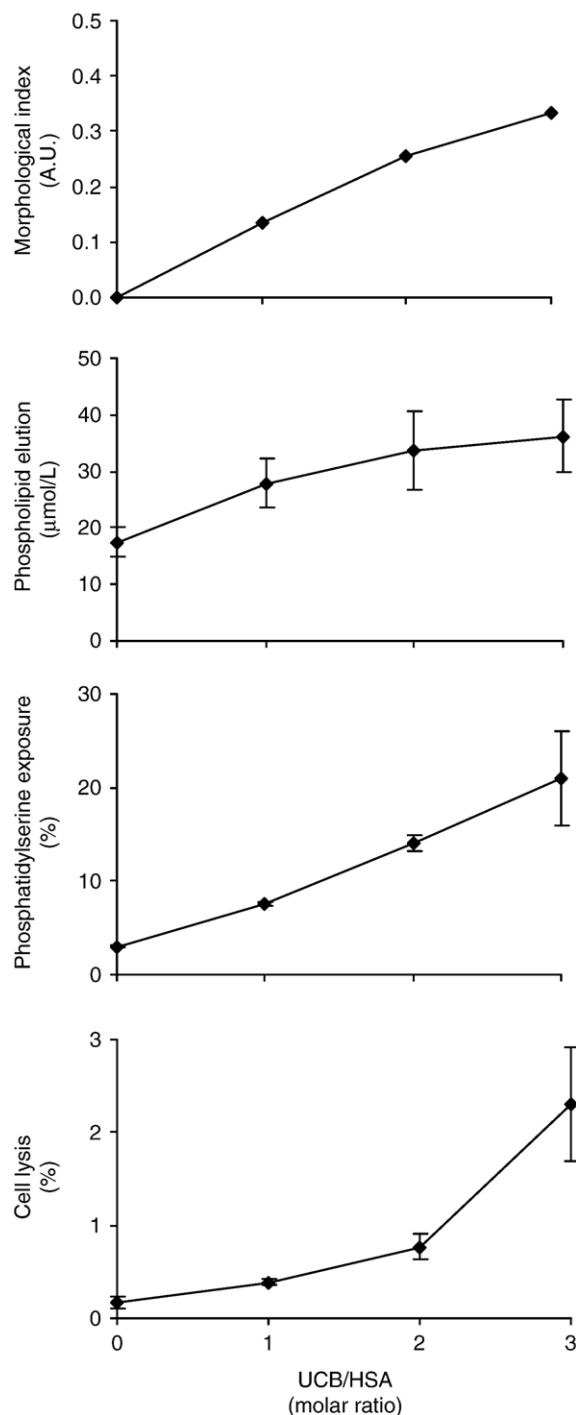 Morphological index
(A.U.)
0.5
0.4
0.3
0.2
0.1
0.0
Phospholipid elution
(μmol/L)
50
40
30
20
10
0
Phosphatidylserine exposure
(%)
30
20
10
0
Cell lysis
(%)
3
2
1
0
0 1 2 3
UCB/HSA
(molar ratio)